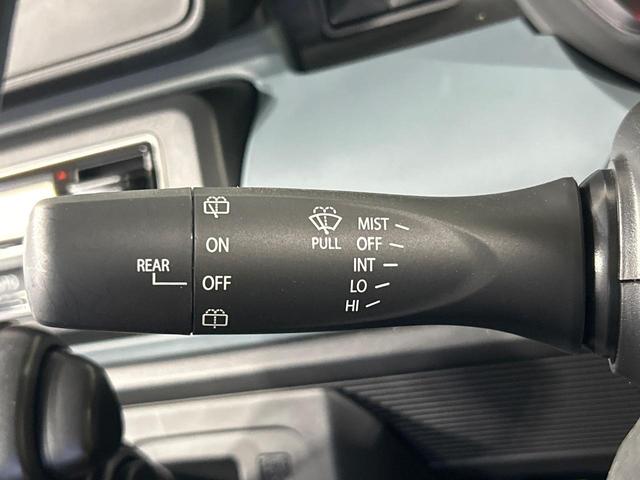 MIST
ON
PULL
OFF
REAR
INT
OFF
LO
HI